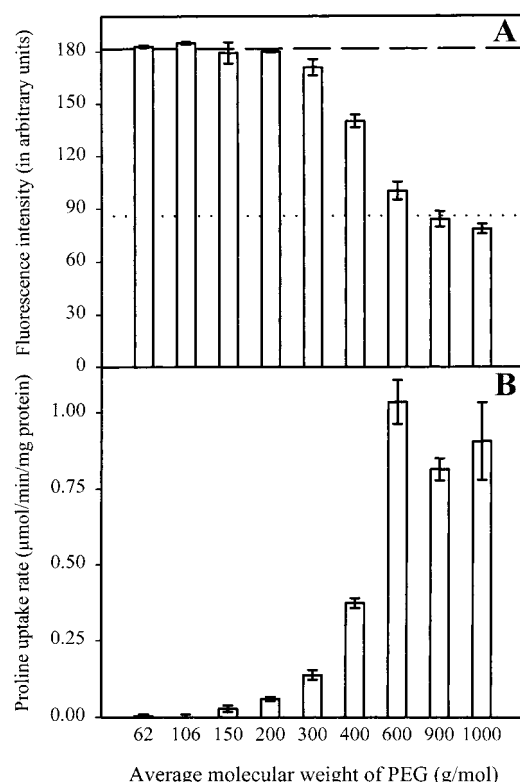 A
Fluorescence intensity (in arbitrary units)
180
150
120
90
60
30
0
B
Proline uptake rate (μmol/min/mg protein)
1.00
0.75
0.50
0.25
0.00
62 106 150 200 300 400 600 900 1000
Average molecular weight of PEG (g/mol)